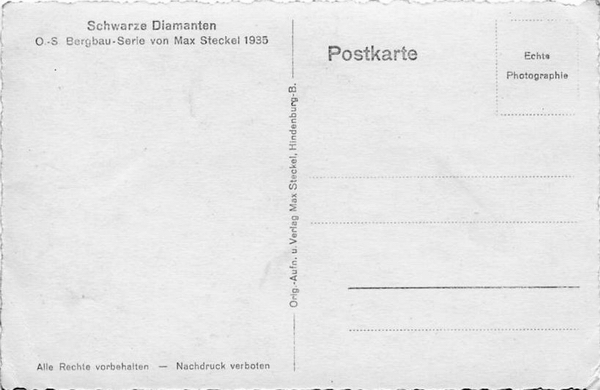 Schwarze Diamanten
O.-S Bergbau-Serie von Max Steckel 1935
Postkarte
Echte
Photographie
Orig.-Aufn. u. Verlag Max Steckel, Hindenburg-B.
Alle Rechte vorbehalten — Nachdruck verboten